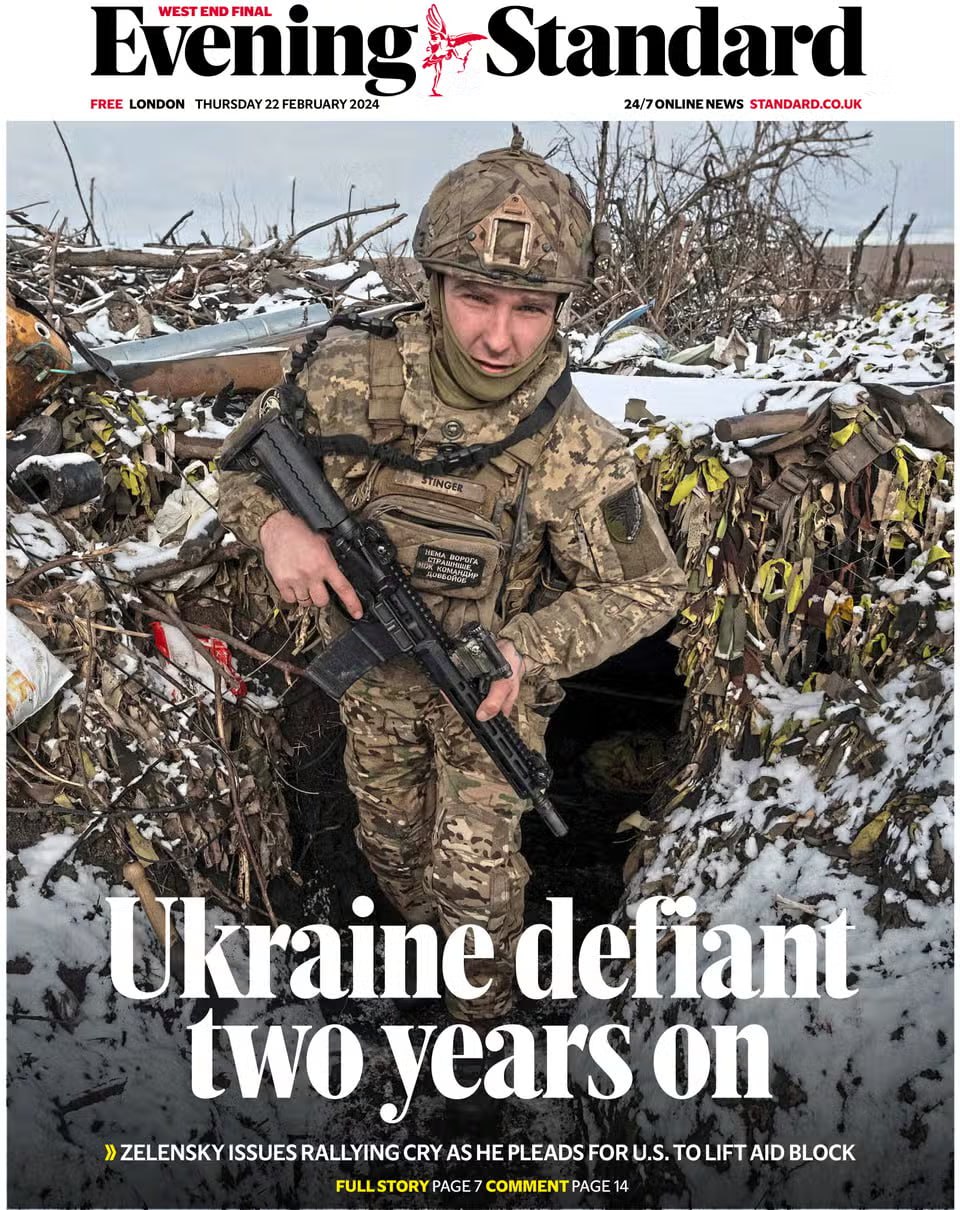 WEST END FINAL
Evening Standard
FREE LONDON THURSDAY 22 FEBRUARY 2024
24/7 ONLINE NEWS STANDARD.CO.UK
STINGER
НЕМА ВОРОГА
СТРАШНІШЕ,
НІЖ КОМАНДИР
ДОВБОЙОБ
Ukraine defiant
two years on
» ZELENSKY ISSUES RALLYING CRY AS HE PLEADS FOR U.S. TO LIFT AID BLOCK
FULL STORY PAGE 7 COMMENT PAGE 14